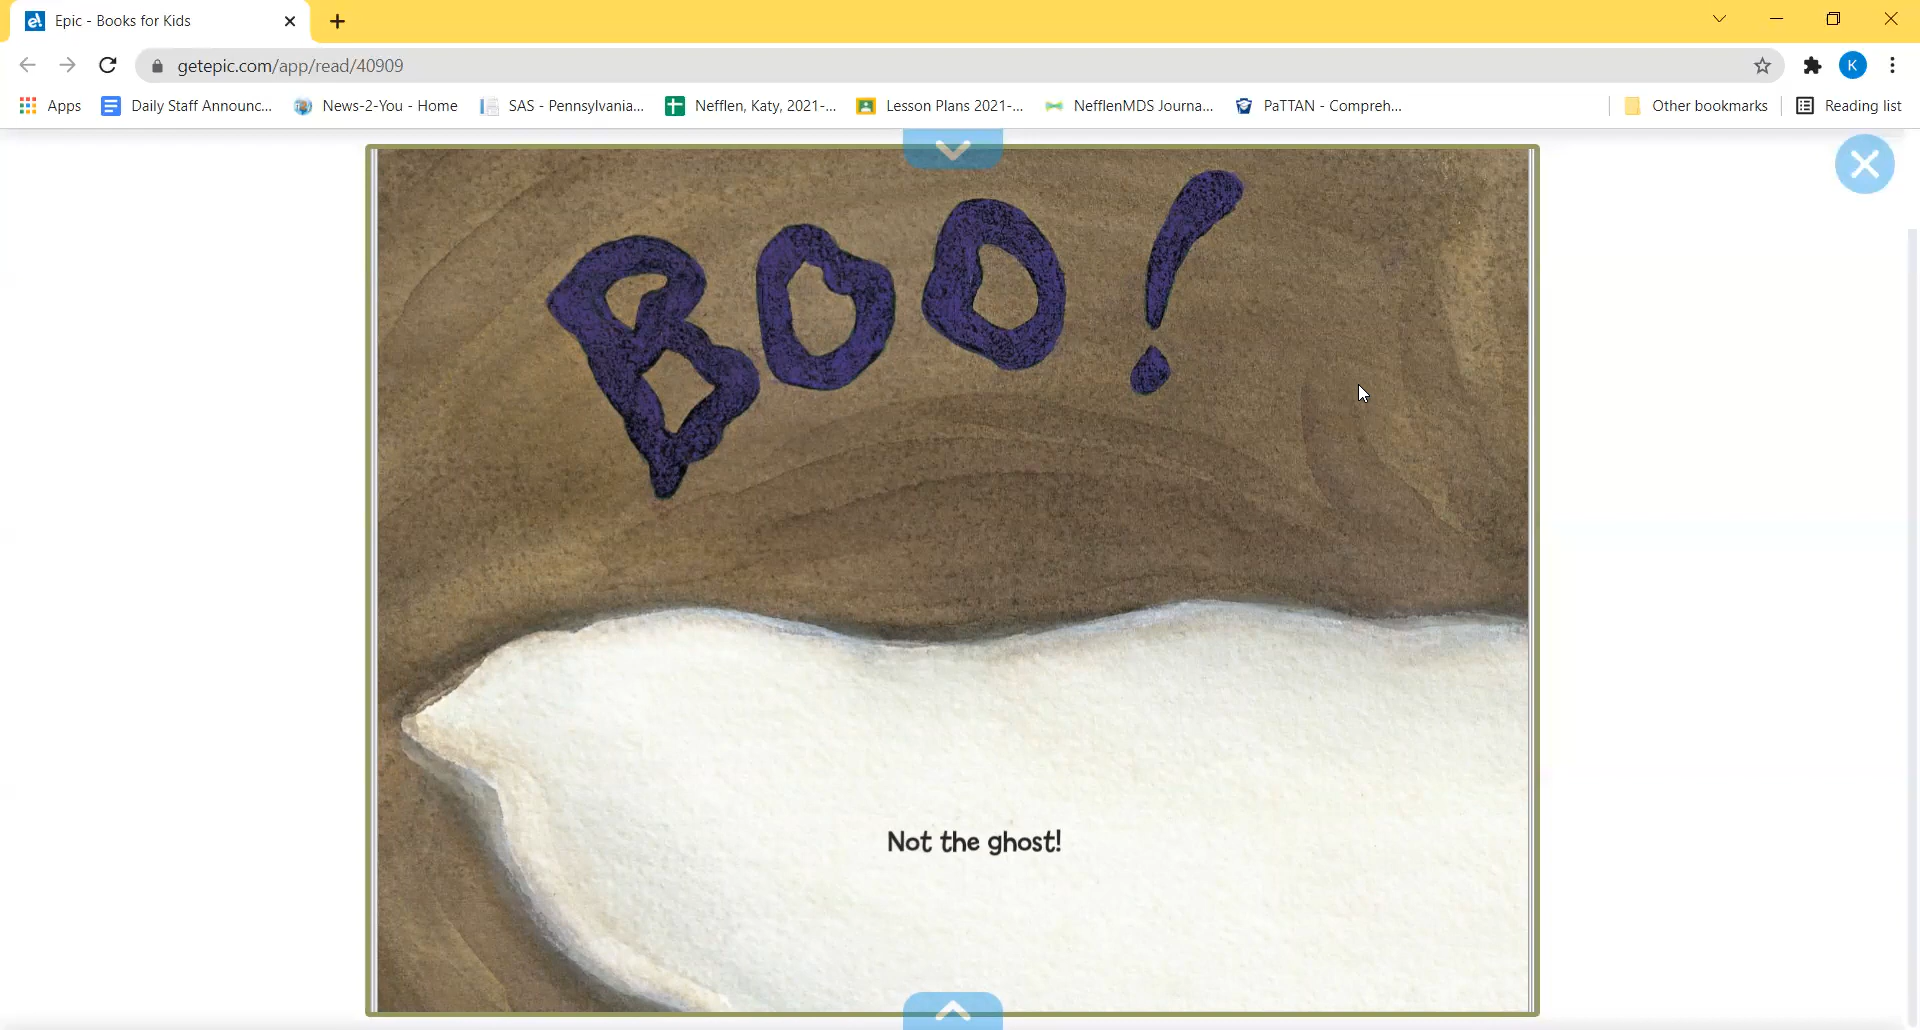 Epic - Books for Kids
getepic.com/app/read/40909
K
Apps Daily Staff Announc... News-2-You - Home SAS - Pennsylvania... Nefflen, Katy, 2021-... Lesson Plans 2021-... NefflenMDS Journa... PaTTAN - Compreh... Other bookmarks Reading list
BOO!
Not the ghost!